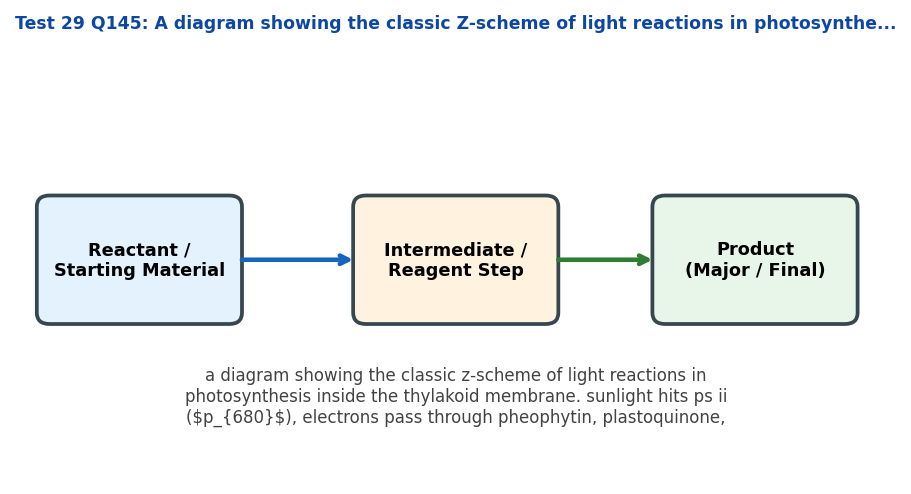 Test 29 Q145: A diagram showing the classic Z-scheme of light reactions in photosynthe...
Reactant /
Starting Material
Intermediate /
Reagent Step
Product
(Major / Final)
a diagram showing the classic z-scheme of light reactions in
photosynthesis inside the thylakoid membrane. sunlight hits ps ii
($p_{680}$), electrons pass through pheophytin, plastoquinone,